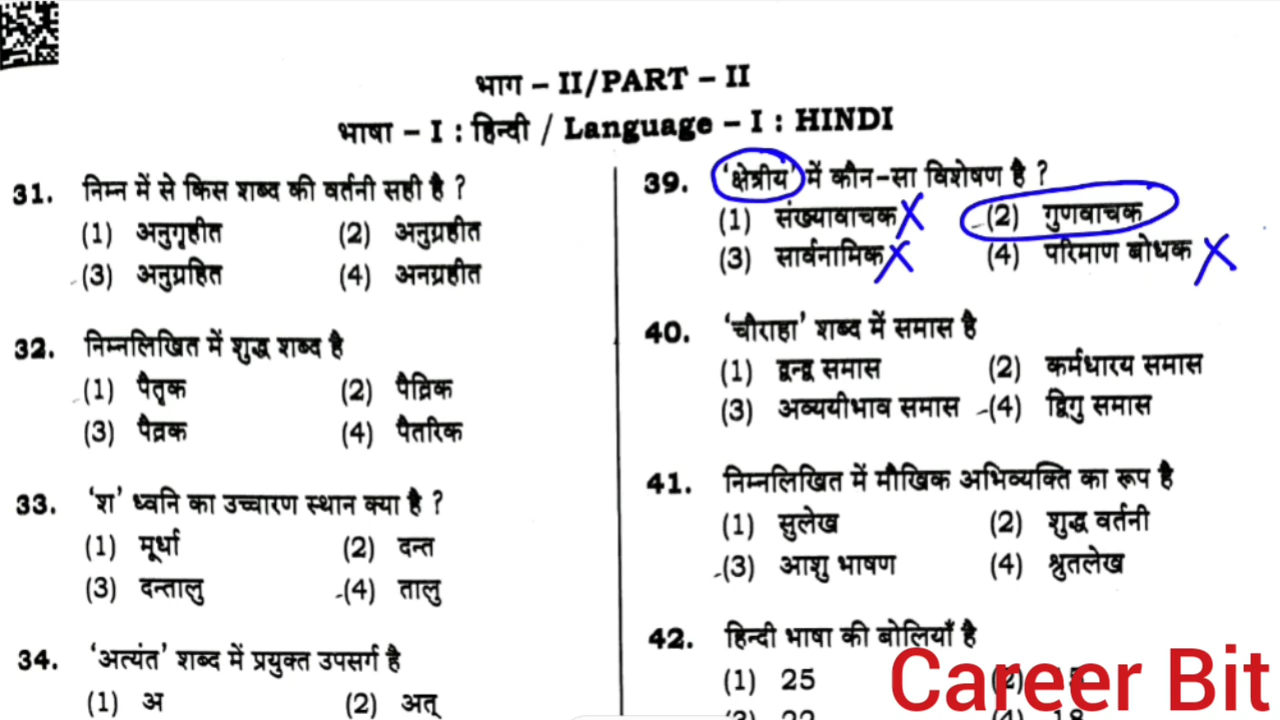 भाग – II/PART – II
भाषा – I : हिन्दी / Language – I : HINDI
31. निम्न में से किस शब्द की वर्तनी सही है ?
(1) अनुगृहीत (2) अनुग्रहीत
(3) अनुग्रहित (4) अनग्रहीत
32. निम्नलिखित में शुद्ध शब्द है
(1) पैतृक (2) पैत्रिक
(3) पैत्रक (4) पैतरिक
33. ‘श’ ध्वनि का उच्चारण स्थान क्या है ?
(1) मूर्धा (2) दन्त
(3) दन्तालु (4) तालु
34. ‘अत्यंत’ शब्द में प्रयुक्त उपसर्ग है
(1) अ (2) अत्
39. ‘क्षेत्रीय’ में कौन-सा विशेषण है ?
(1) संख्यावाचक (2) गुणवाचक
(3) सार्वनामिक (4) परिमाण बोधक
40. ‘चौराहा’ शब्द में समास है
(1) द्वन्द्व समास (2) कर्मधारय समास
(3) अव्ययीभाव समास (4) द्विगु समास
41. निम्नलिखित में मौखिक अभिव्यक्ति का रूप है
(1) सुलेख (2) शुद्ध वर्तनी
(3) आशु भाषण (4) श्रुतलेख
42. हिन्दी भाषा की बोलियाँ है
(1) 25 (2)
(4) 18
Career Bit